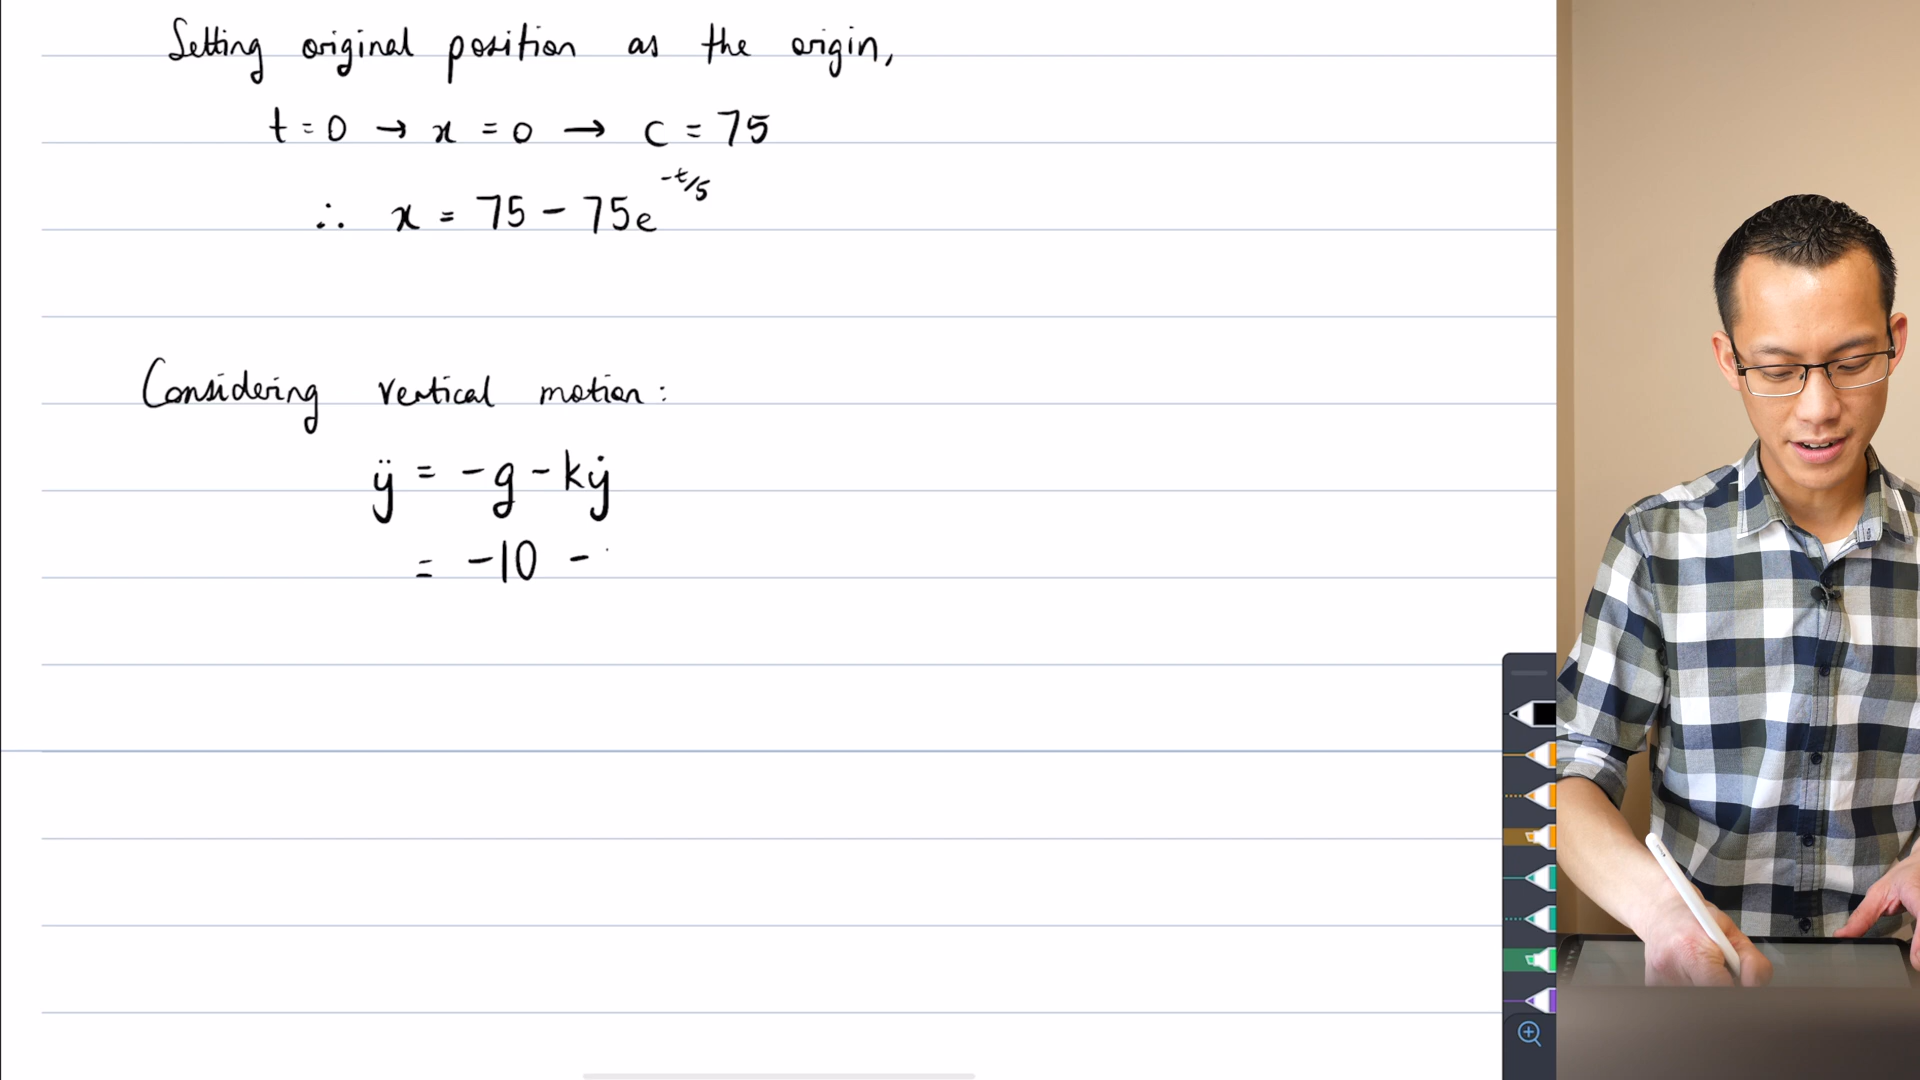 Setting original position as the origin,
t = 0 → x = 0 → c = 75
∴ x = 75 - 75e^{-t/5}
Considering vertical motion:
ÿ = -g - kẏ
= -10 -